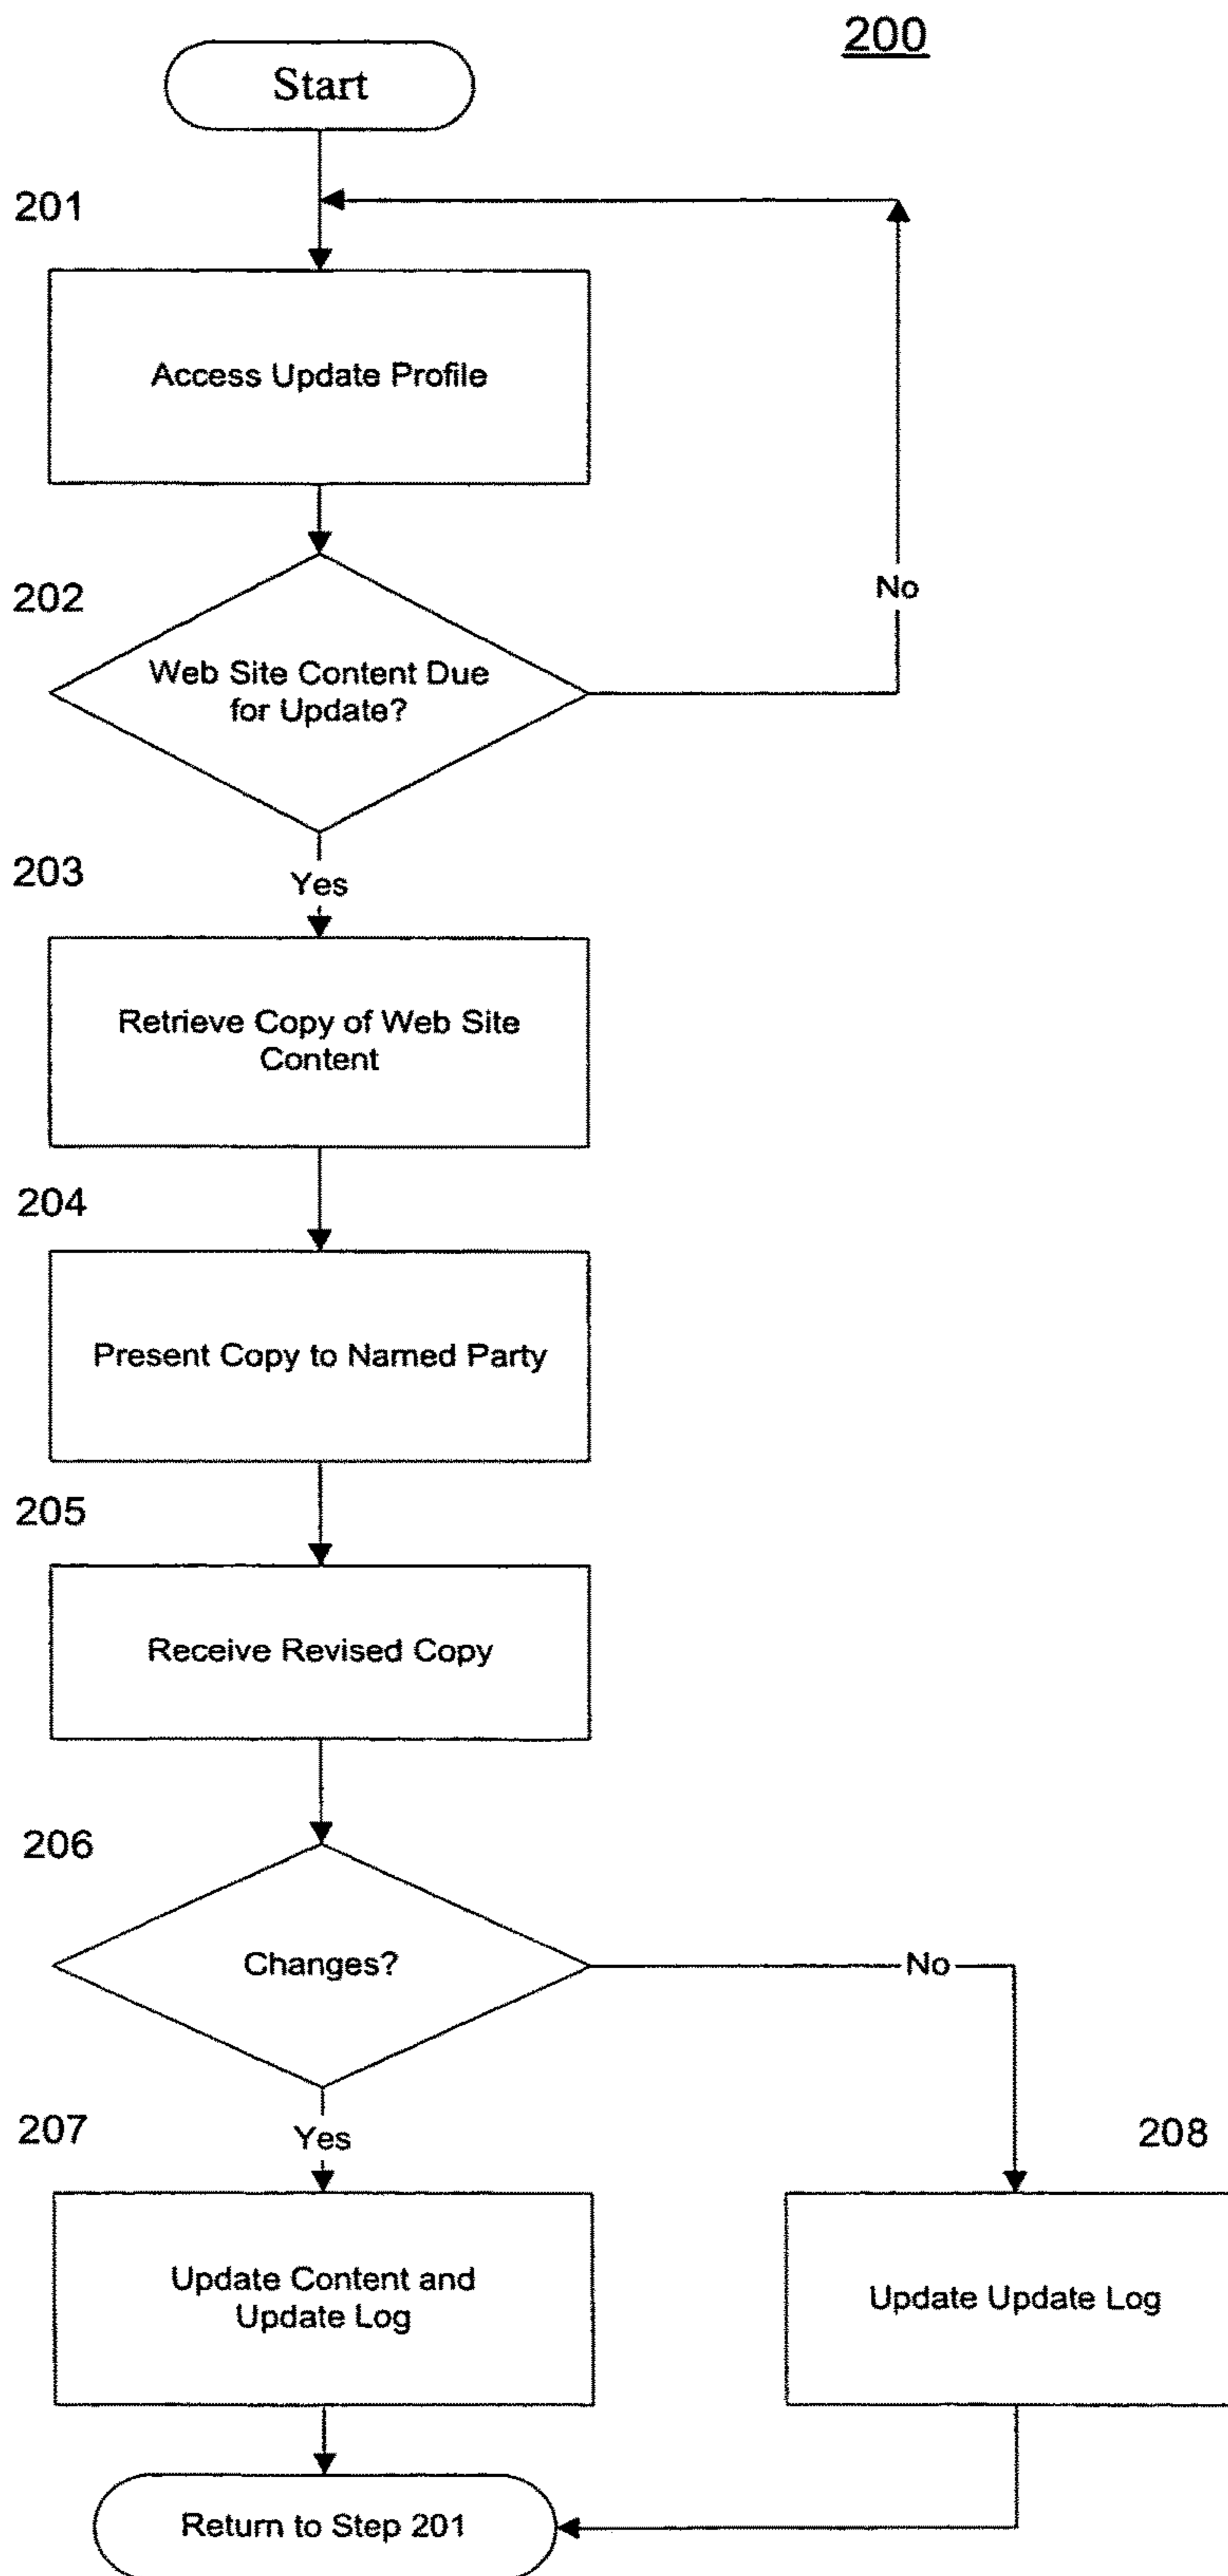 200
Start
201
Access Update Profile
202
Web Site Content Due
for Update?
No
203
Yes
Retrieve Copy of Web Site
Content
204
Present Copy to Named Party
205
Receive Revised Copy
206
Changes?
No
207
Yes
208
Update Content and
Update Log
Update Update Log
Return to Step 201